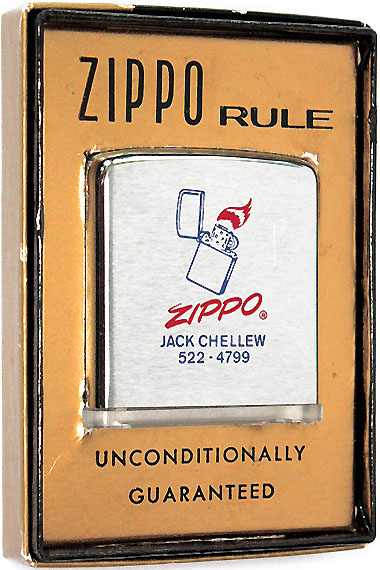 ZIPPO RULE
ZIPPO®
JACK CHELLEW
522-4799
UNCONDITIONALLY
GUARANTEED